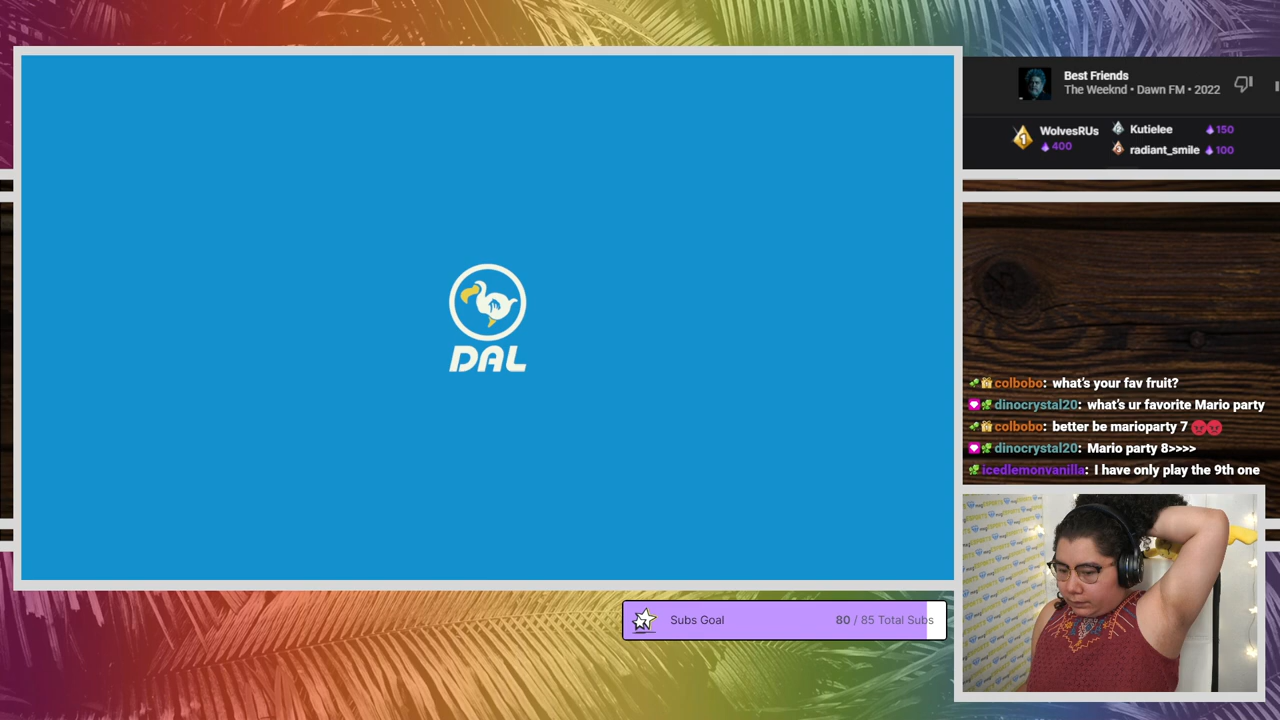 Best Friends
The Weeknd • Dawn FM • 2022
1 WolvesRUs
400
Kutielee 150
radiant_smile 100
DAL
colbobo: what's your fav fruit?
dinocrystal20: what's ur favorite Mario party
colbobo: better be marioparty 7 😡😡
dinocrystal20: Mario party 8>>>>
icedlemonvanilla: I have only play the 9th one
Subs Goal 80 / 85 Total Subs